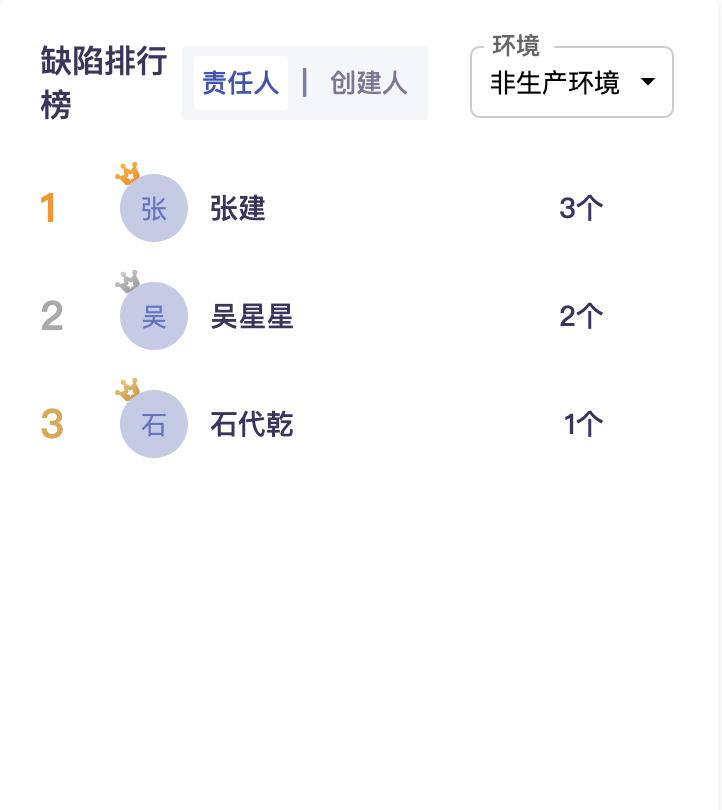 缺陷排行
榜
责任人 | 创建人
环境
非生产环境
1 张 张建 3个
2 吴 吴星星 2个
3 石 石代乾 1个